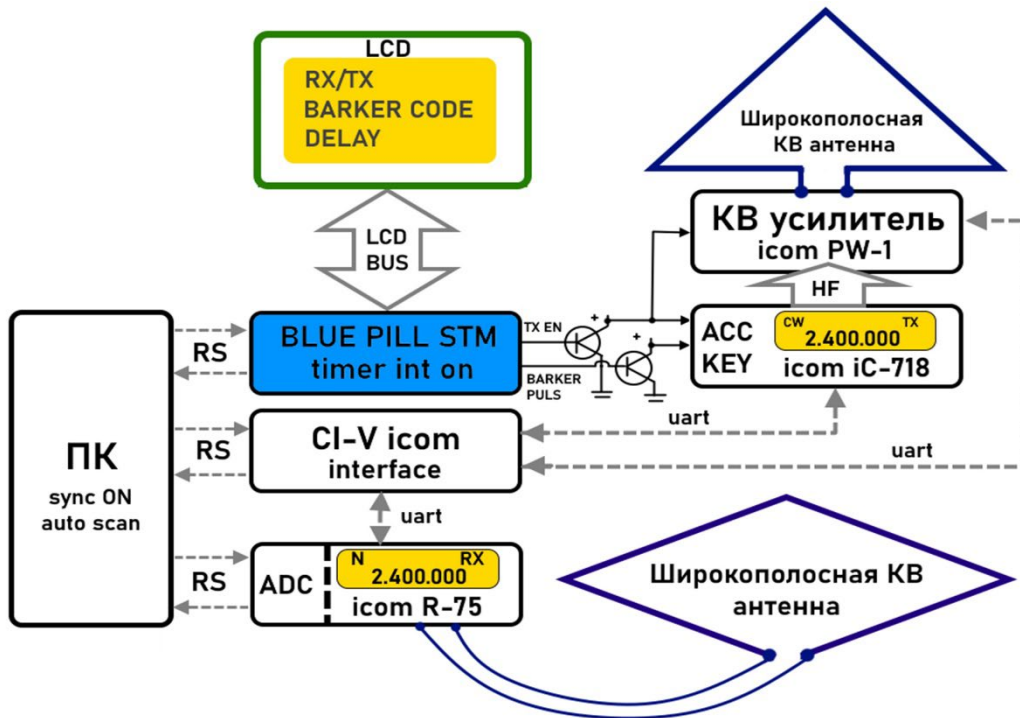 LCD
RX/TX
BARKER CODE
DELAY
LCD
BUS
Широкополосная
КВ антенна
КВ усилитель
icom PW-1
HF
BLUE PILL STM
timer int on
TX EN
+
+
BARKER
PULS
ACC
KEY
CW
TX
2.400.000
icom iC-718
RS
ПК
sync ON
auto scan
RS
CI-V icom
interface
uart
uart
uart
RS
ADC
N
RX
2.400.000
icom R-75
Широкополосная КВ
антенна